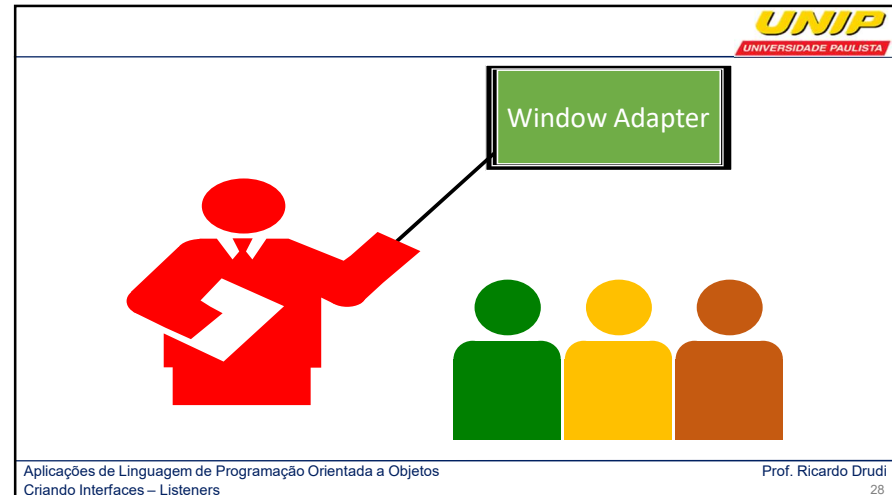 UNIP
UNIVERSIDADE PAULISTA
Window Adapter
Aplicações de Linguagem de Programação Orientada a Objetos
Prof. Ricardo Drudi
Criando Interfaces – Listeners
28